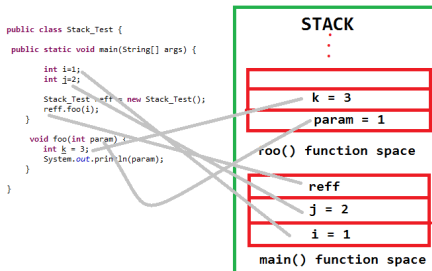 public class Stack_Test {
public static void main(String[] args) {
int i=1;
int j=2;
Stack_Test reff = new Stack_Test();
reff.foo(i);
}
void foo(int param) {
int k = 3;
System.out.println(param);
}
}
STACK
k = 3
param = 1
foo() function space
reff
j = 2
i = 1
main() function space